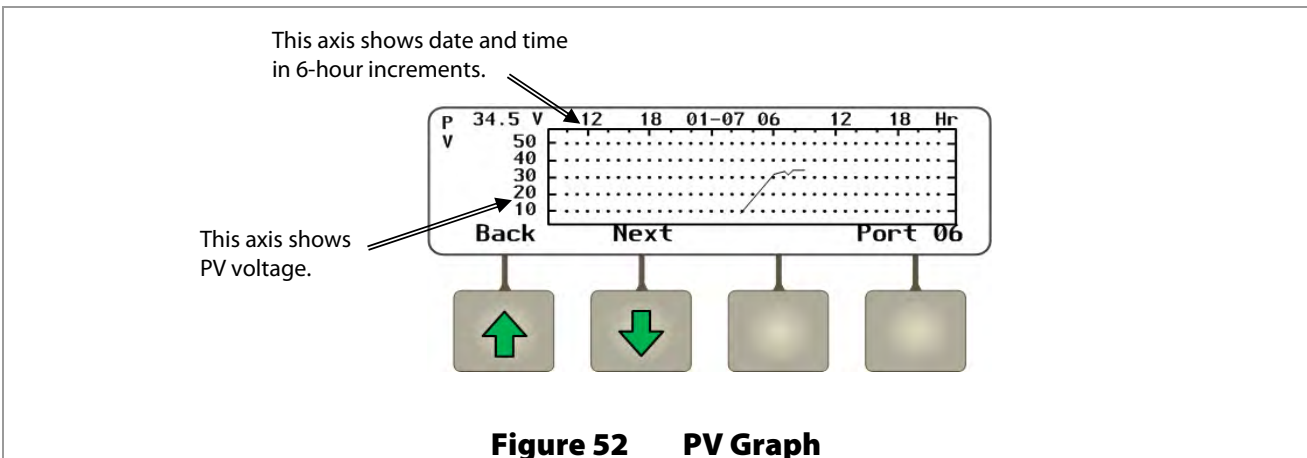 This axis shows date and time
in 6-hour increments.
P 34.5 V 12 18 01-07 06 12 18 Hr
V
50
40
30
20
10
This axis shows
PV voltage.
Back Next Port 06
Figure 52 PV Graph